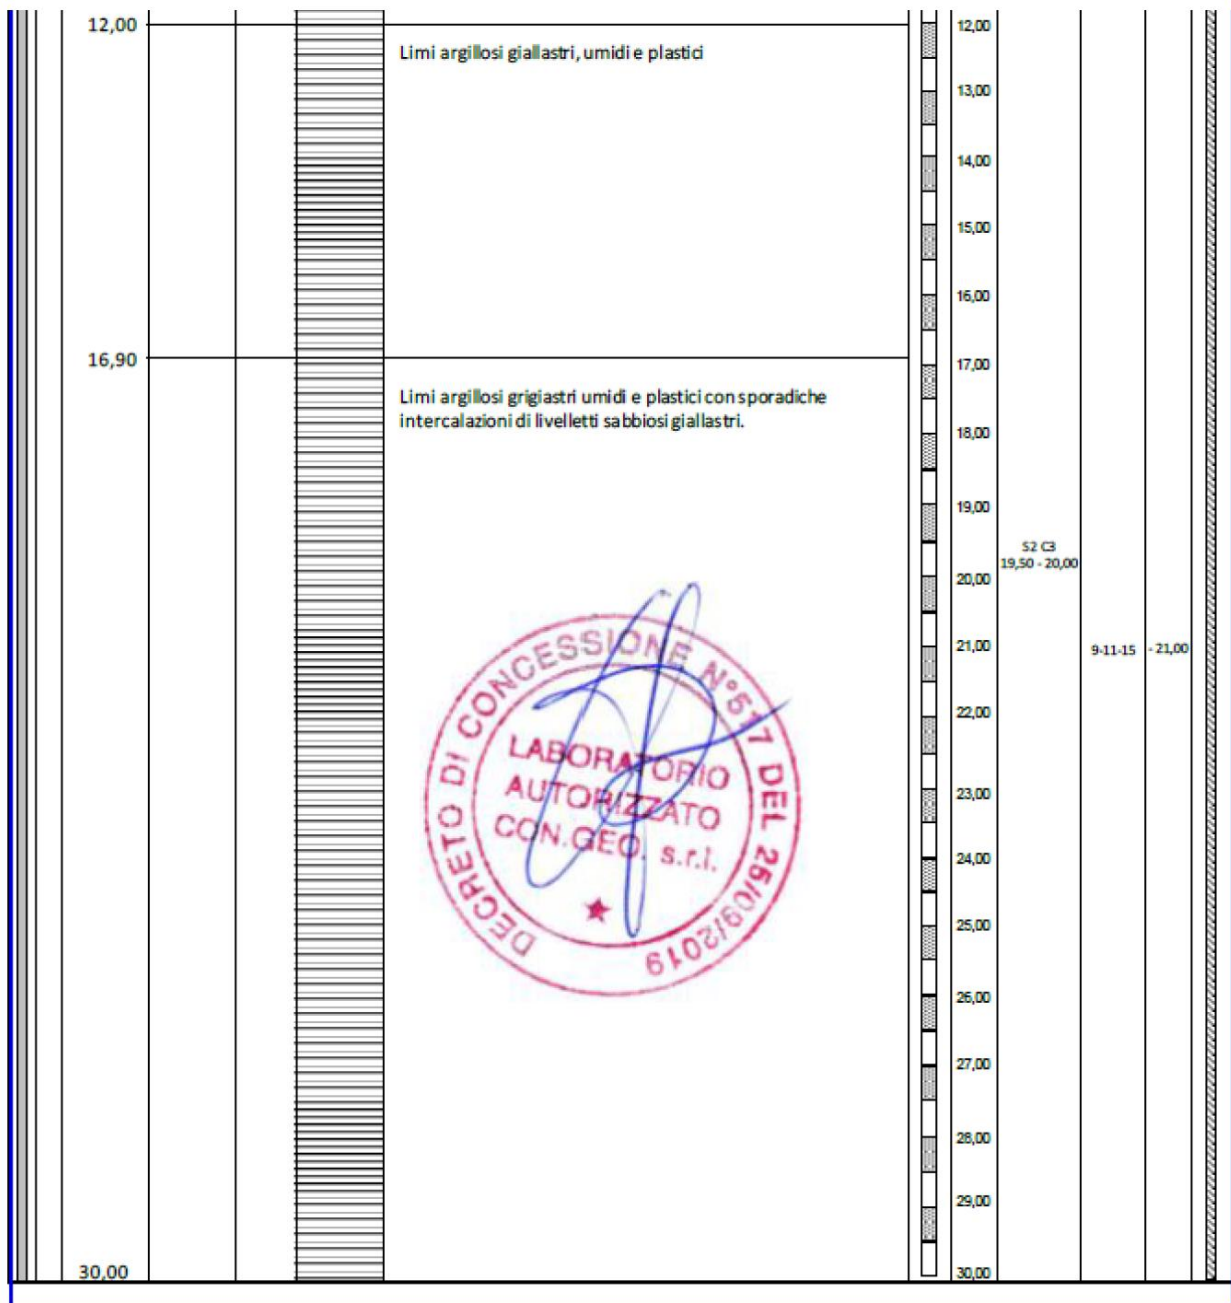 12,00
Limi argillosi giallastri, umidi e plastici
16,90
Limi argillosi grigiastri umidi e plastici con sporadiche
intercalazioni di livelletti sabbiosi giallastri.
30,00
DECRETO DI CONCESSIONE N°517 DEL 25/09/2019
LABORATORIO
AUTORIZZATO
CON.GEO. s.r.l.
12,00
13,00
14,00
15,00
16,00
17,00
18,00
19,00
20,00
21,00
22,00
23,00
24,00
25,00
26,00
27,00
28,00
29,00
30,00
S2 C3
19,50 - 20,00
9-11-15
- 21,00